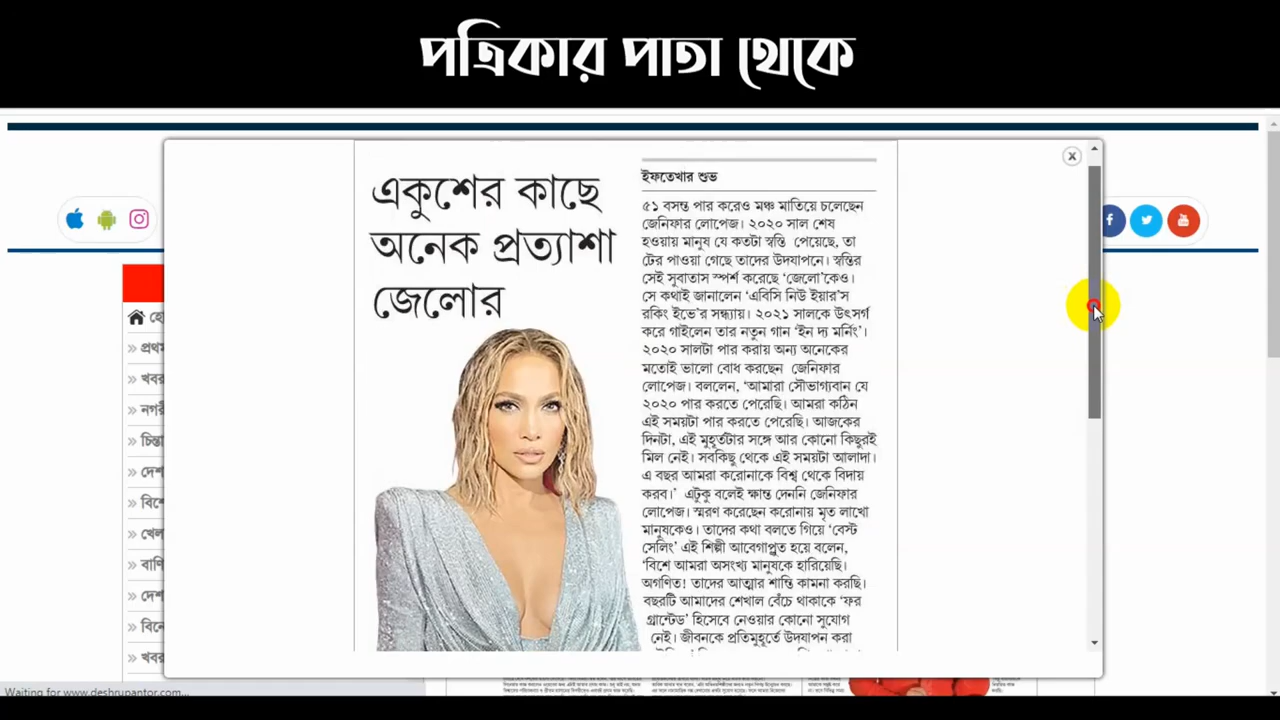 পত্রিকার পাতা থেকে
একুশের কাছে
অনেক প্রত্যাশা
জেলোর
ইফতেখার শুভ
৫১ বসন্ত পার করেও মঞ্চ মাতিয়ে চলেছেন
জেনিফার লোপেজ। ২০২০ সাল শেষ
হওয়ায় মানুষ যে কতটা স্বস্তি পেয়েছে, তা
টের পাওয়া গেছে তাদের উদযাপনে। স্বস্তির
সেই সুবাতাস স্পর্শ করেছে ‘জেলো’কেও।
সে কথাই জানালেন ‘এবিসি নিউ ইয়ার’স
রকিং ইভে’র সন্ধ্যায়। ২০২১ সালকে উৎসর্গ
করে গাইলেন তার নতুন গান ‘ইন দ্য মর্নিং’।
২০২০ সালটা পার করায় অন্য অনেকের
মতোই ভালো বোধ করছেন জেনিফার
লোপেজ। বললেন, ‘আমারা সৌভাগ্যবান যে
২০২০ পার করতে পেরেছি। আমরা কঠিন
এই সময়টা পার করতে পেরেছি। আজকের
দিনটা, এই মুহূর্তটার সঙ্গে আর কোনো কিছুরই
মিল নেই। সবকিছু থেকে এই সময়টা আলাদা।
এ বছর আমরা করোনাকে বিশ্ব থেকে বিদায়
করব।’ এটুকু বলেই ক্ষান্ত দেননি জেনিফার
লোপেজ। স্মরণ করেছেন করোনায় মৃত লাখো
মানুষকেও। তাদের কথা বলতে গিয়ে ‘বেস্ট
সেলিং’ এই শিল্পী আবেগাপ্লুত হয়ে বলেন,
‘বিশে আমরা অসংখ্য মানুষকে হারিয়েছি।
অগণিত! তাদের আত্মার শান্তি কামনা করছি।
বছরটি আমাদের শেখাল বেঁচে থাকাকে ‘ফর
গ্রান্টেড’ হিসেবে নেওয়ার কোনো সুযোগ
নেই। জীবনকে প্রতিমুহূর্তে উদযাপন করা
হো
প্রথম
খবর
নগরী
চিন্তা
দেশ
বিশে
খেল
বাণি
দেশ
বিনে
খবর
Waiting for www.deshrupantor.com...